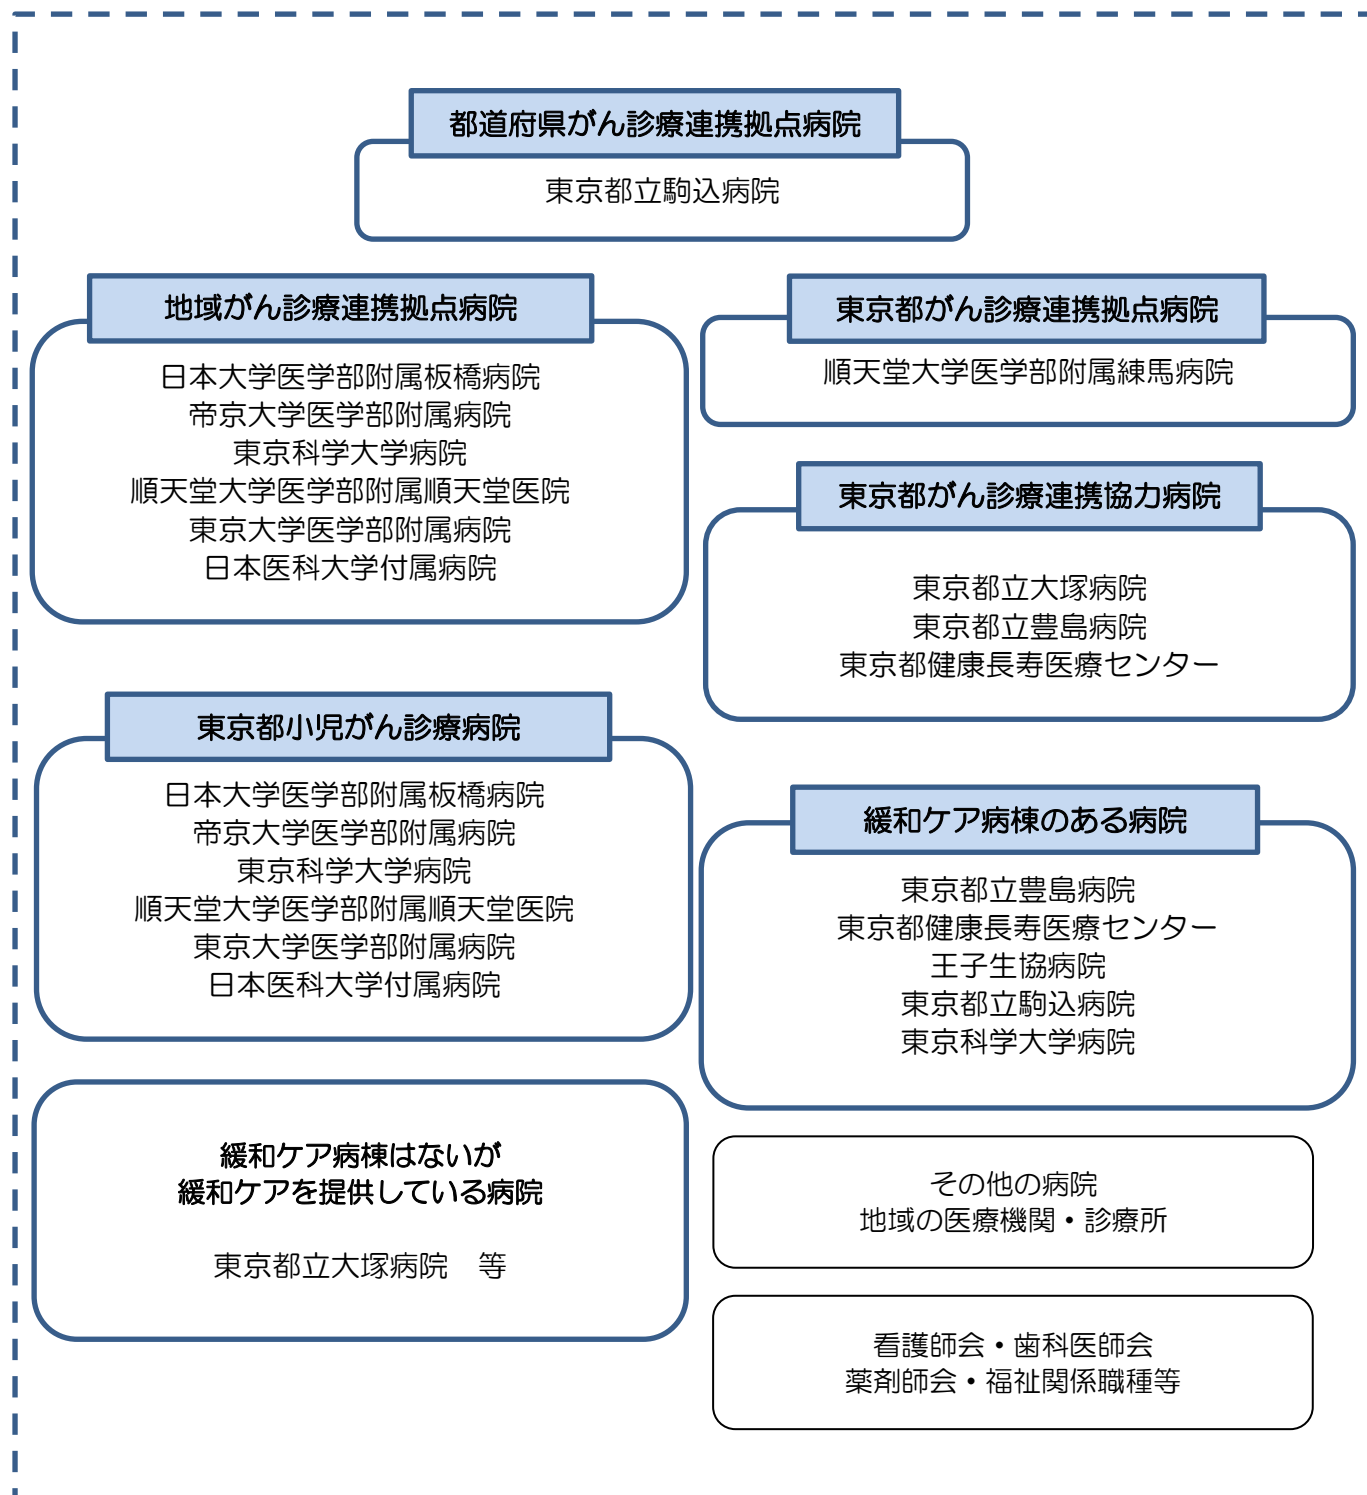 都道府県がん診療連携拠点病院
東京都立駒込病院
地域がん診療連携拠点病院
日本大学医学部附属板橋病院
帝京大学医学部附属病院
東京科学大学病院
順天堂大学医学部附属順天堂医院
東京大学医学部附属病院
日本医科大学付属病院
東京都がん診療連携拠点病院
順天堂大学医学部附属練馬病院
東京都がん診療連携協力病院
東京都立大塚病院
東京都立豊島病院
東京都健康長寿医療センター
東京都小児がん診療病院
日本大学医学部附属板橋病院
帝京大学医学部附属病院
東京科学大学病院
順天堂大学医学部附属順天堂医院
東京大学医学部附属病院
日本医科大学付属病院
緩和ケア病棟のある病院
東京都立豊島病院
東京都健康長寿医療センター
王子生協病院
東京都立駒込病院
東京科学大学病院
緩和ケア病棟はないが
緩和ケアを提供している病院
東京都立大塚病院　等
その他の病院
地域の医療機関・診療所
看護師会・歯科医師会
薬剤師会・福祉関係職種等